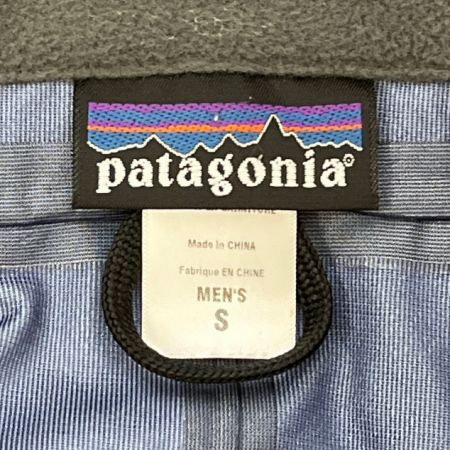 patagonia®
Made in CHINA
Fabriqué EN CHINE
MEN'S
S